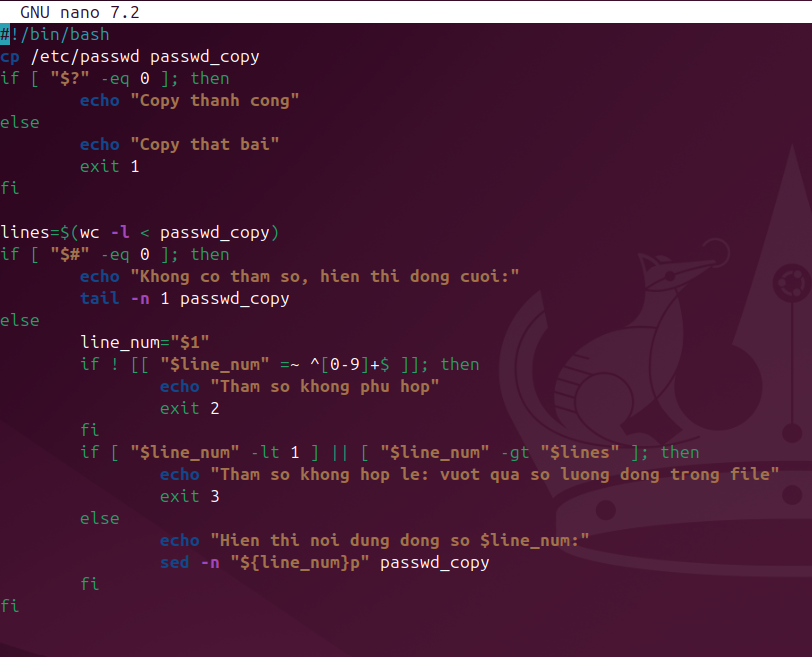 GNU nano 7.2
#!/bin/bash
cp /etc/passwd passwd_copy
if [ "$?" -eq 0 ]; then
        echo "Copy thanh cong"
else
        echo "Copy that bai"
        exit 1
fi

lines=$(wc -l < passwd_copy)
if [ "$#" -eq 0 ]; then
        echo "Khong co tham so, hien thi dong cuoi:"
        tail -n 1 passwd_copy
else
        line_num="$1"
        if ! [[ "$line_num" =~ ^[0-9]+$ ]]; then
                echo "Tham so khong phu hop"
                exit 2
        fi
        if [ "$line_num" -lt 1 ] || [ "$line_num" -gt "$lines" ]; then
                echo "Tham so khong hop le: vuot qua so luong dong trong file"
                exit 3
        else
                echo "Hien thi noi dung dong so $line_num:"
                sed -n "${line_num}p" passwd_copy
        fi
fi